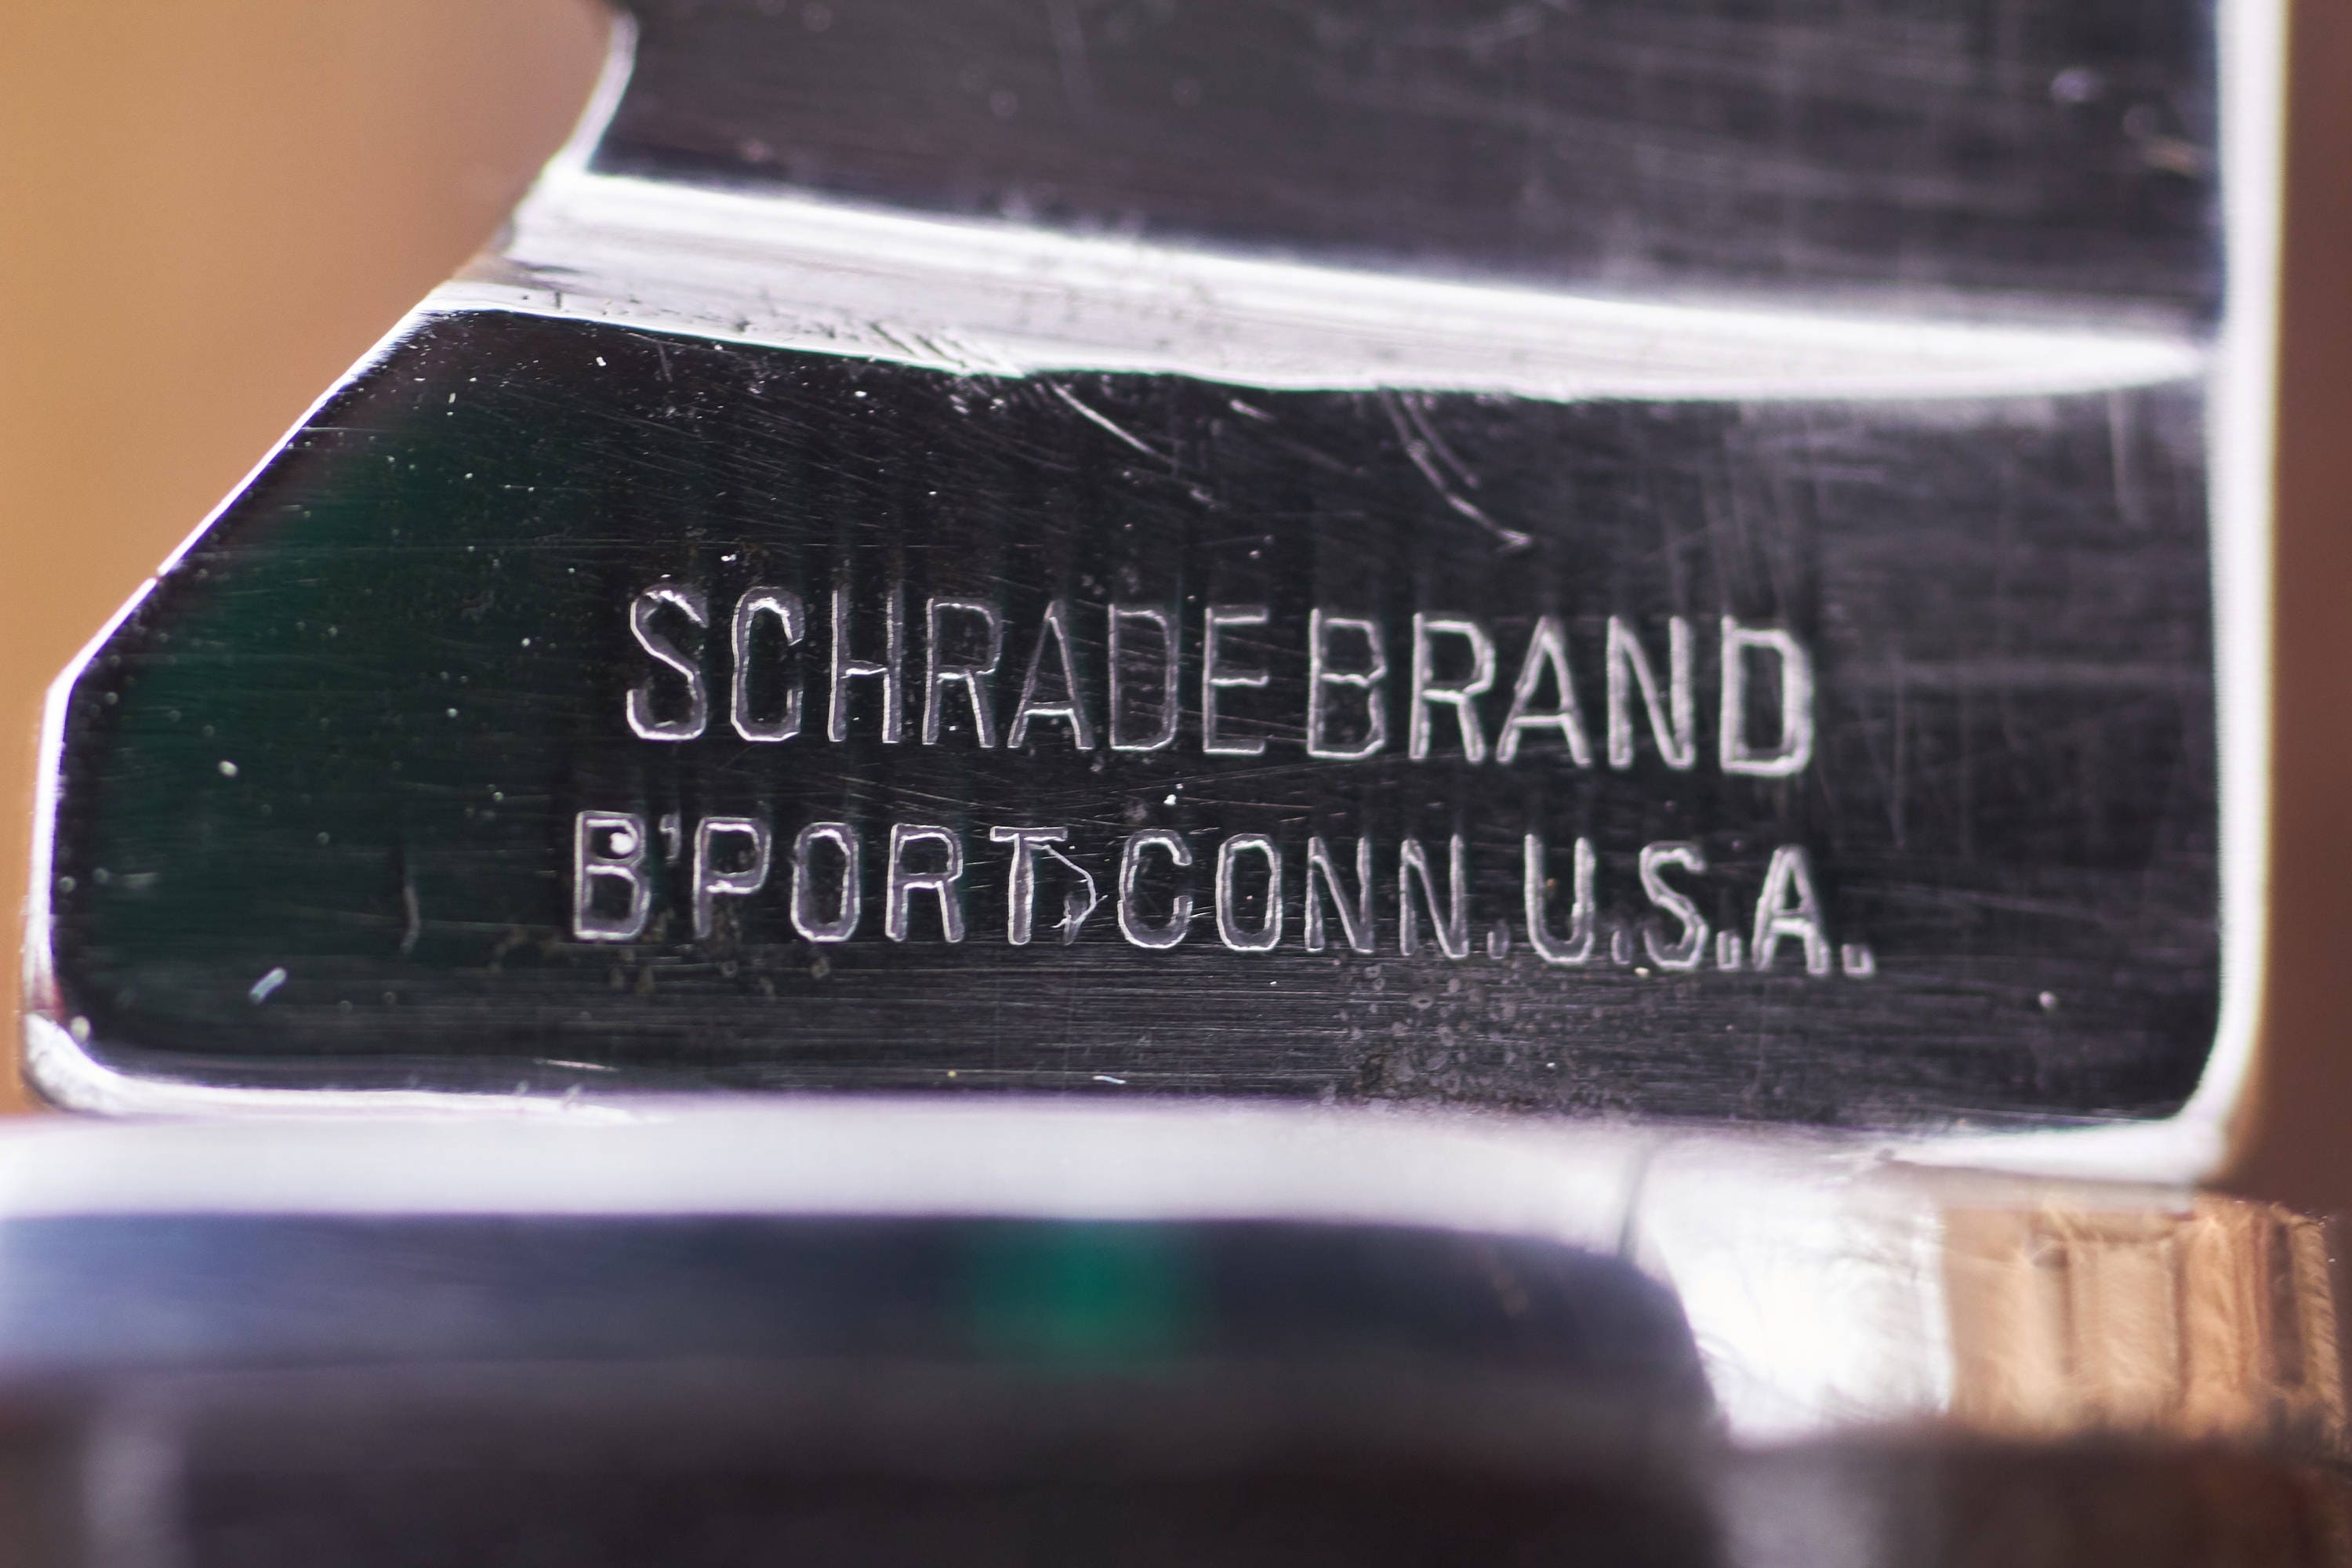 SCHRADE BRAND
B'PORT, CONN. U.S.A.